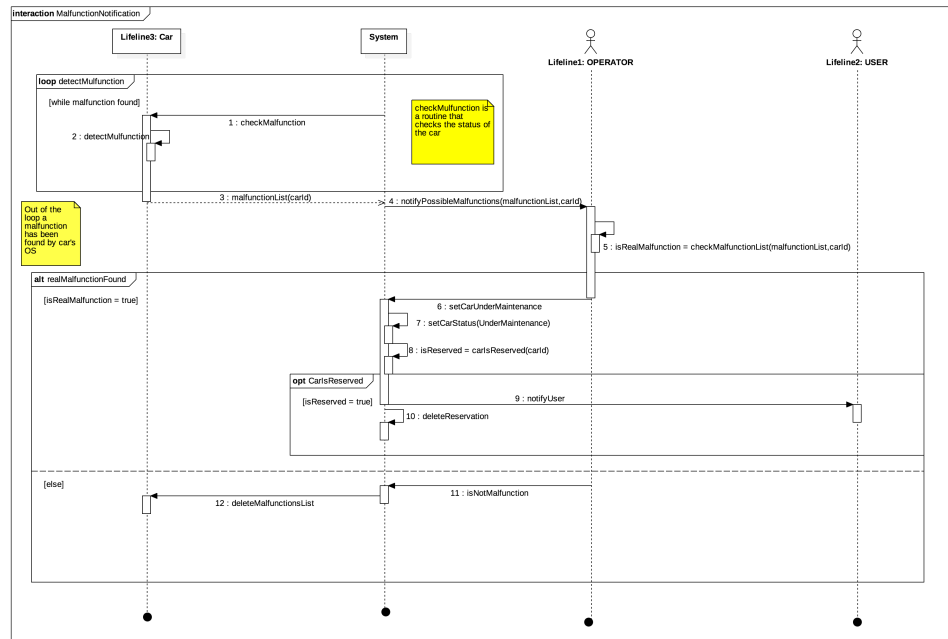 interaction MalfunctionNotification
Lifeline3: Car
System
Lifeline1: OPERATOR
Lifeline2: USER
loop detectMulfunction
[while malfunction found]
checkMulfunction is
a routine that
checks the status of
the car
1 : checkMalfunction
2 : detectMulfunction
3 : malfunctionList(carId)
4 : notifyPossibleMalfunctions(malfunctionList,carId)
Out of the
loop a
malfunction
has been
found by car's
OS
5 : isRealMalfunction = checkMalfunctionList(malfunctionList,carId)
alt realMalfunctionFound
[isRealMalfunction = true]
6 : setCarUnderMaintenance
7 : setCarStatus(UnderMaintenance)
8 : isReserved = carIsReserved(carId)
opt CarIsReserved
[isReserved = true]
9 : notifyUser
10 : deleteReservation
[else]
11 : isNotMalfunction
12 : deleteMalfunctionsList